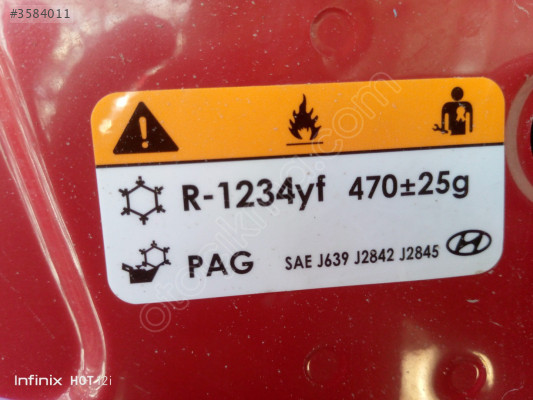 #3584011
R-1234yf 470±25g
PAG SAE J639 J2842 J2845
Infinix HOT 12i